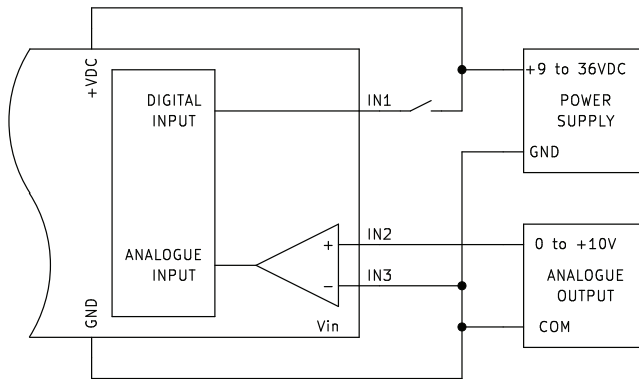 +VDC
DIGITAL
INPUT
IN1
+9 to 36VDC
POWER
SUPPLY
GND
ANALOGUE
INPUT
+
−
IN2
IN3
Vin
GND
0 to +10V
ANALOGUE
OUTPUT
COM